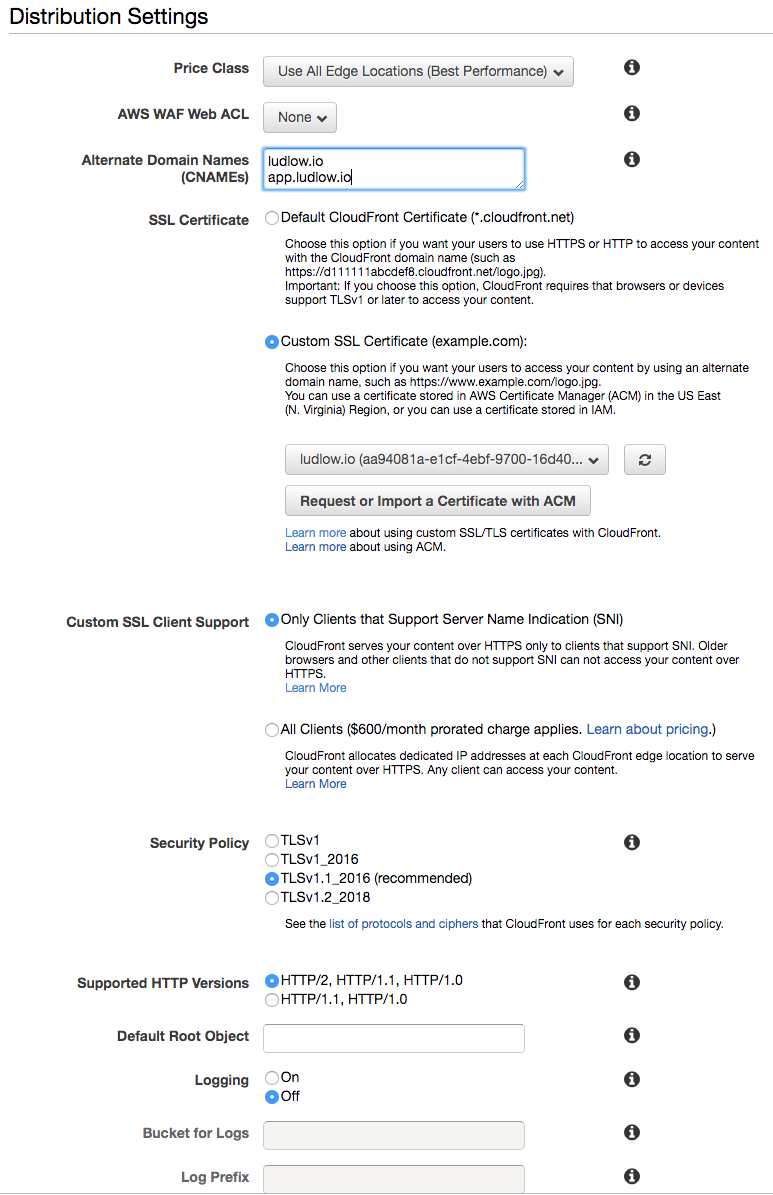 Distribution Settings
Price Class Use All Edge Locations (Best Performance)
AWS WAF Web ACL None
Alternate Domain Names ludlow.io
(CNAMEs) app.ludlow.io
SSL Certificate Default CloudFront Certificate (*.cloudfront.net)
Choose this option if you want your users to use HTTPS or HTTP to access your content
with the CloudFront domain name (such as
https://d111111abcdef8.cloudfront.net/logo.jpg).
Important: If you choose this option, CloudFront requires that browsers or devices
support TLSv1 or later to access your content.
Custom SSL Certificate (example.com):
Choose this option if you want your users to access your content by using an alternate
domain name, such as https://www.example.com/logo.jpg.
You can use a certificate stored in AWS Certificate Manager (ACM) in the US East
(N. Virginia) Region, or you can use a certificate stored in IAM.
ludlow.io (aa94081a-e1cf-4ebf-9700-16d40...
Request or Import a Certificate with ACM
Learn more about using custom SSL/TLS certificates with CloudFront.
Learn more about using ACM.
Custom SSL Client Support Only Clients that Support Server Name Indication (SNI)
CloudFront serves your content over HTTPS only to clients that support SNI. Older
browsers and other clients that do not support SNI can not access your content over
HTTPS.
Learn More
All Clients ($600/month prorated charge applies. Learn about pricing.)
CloudFront allocates dedicated IP addresses at each CloudFront edge location to serve
your content over HTTPS. Any client can access your content.
Learn More
Security Policy TLSv1
TLSv1_2016
TLSv1.1_2016 (recommended)
TLSv1.2_2018
See the list of protocols and ciphers that CloudFront uses for each security policy.
Supported HTTP Versions HTTP/2, HTTP/1.1, HTTP/1.0
HTTP/1.1, HTTP/1.0
Default Root Object
Logging On
Off
Bucket for Logs
Log Prefix